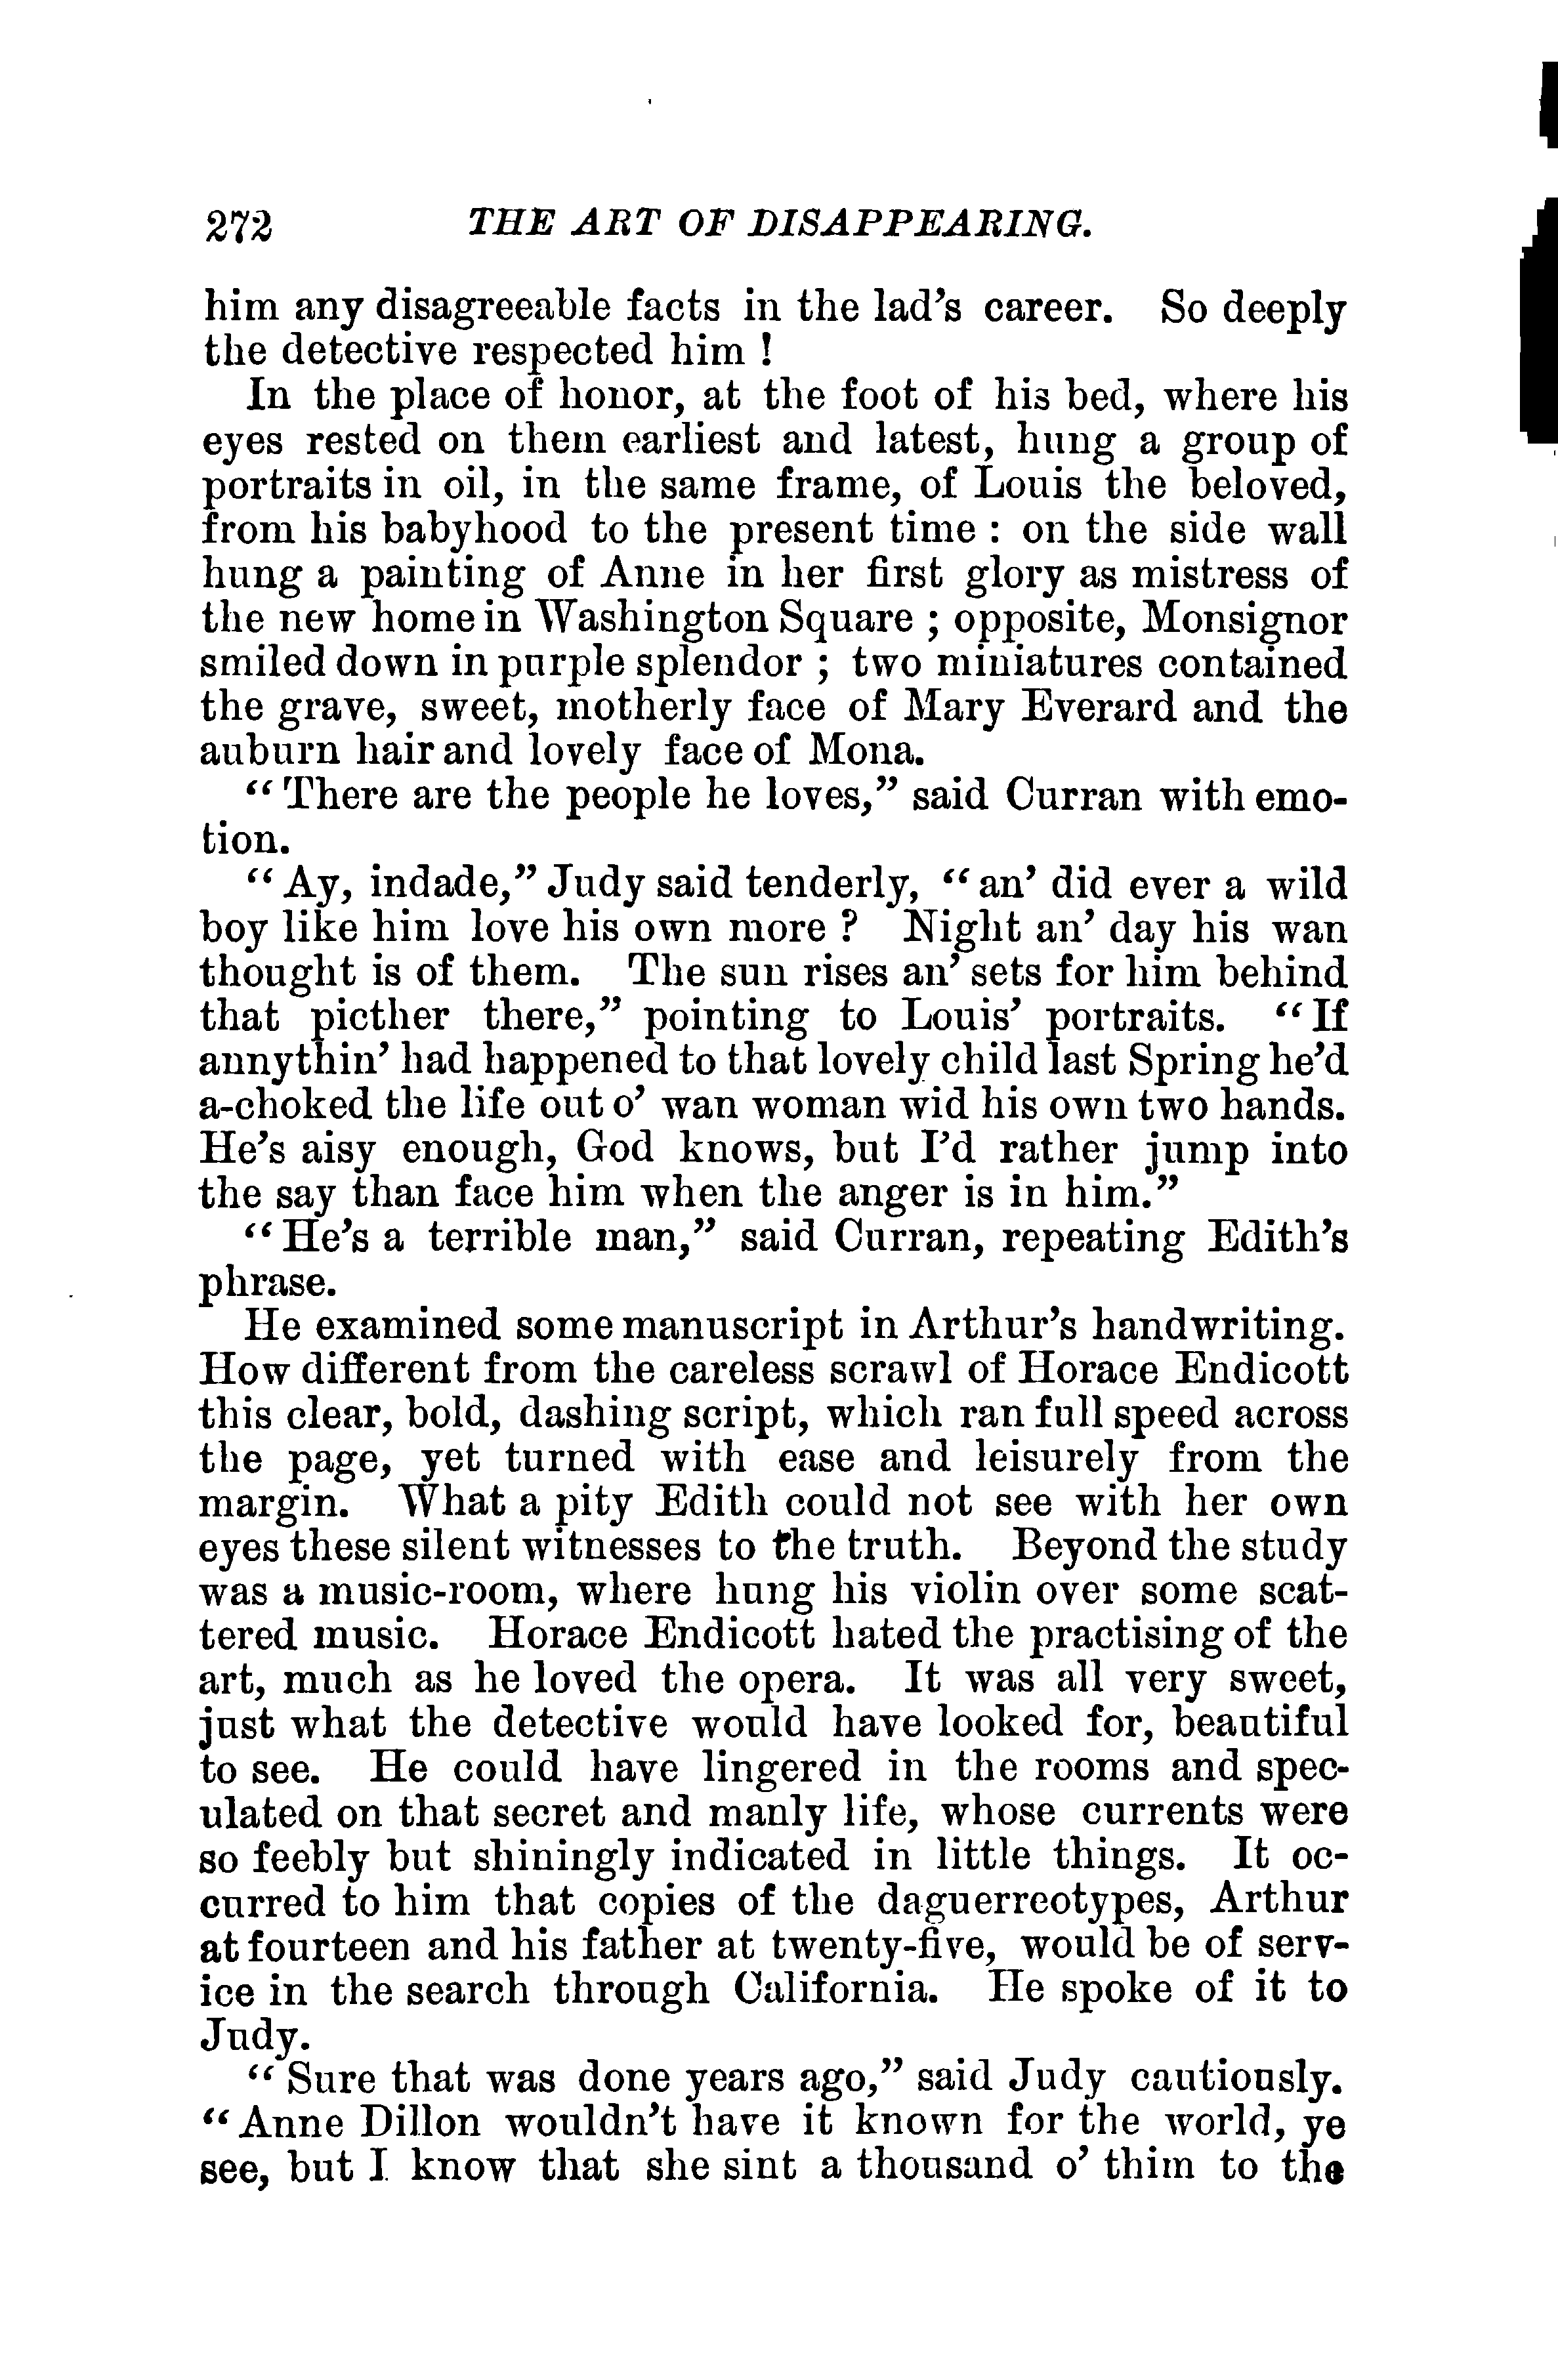 272 THE ART OF DISAPPEARING.
him any disagreeable facts in the lad's career. So deeply
the detective respected him !
In the place of honor, at the foot of his bed, where his
eyes rested on them earliest and latest, hung a group of
portraits in oil, in the same frame, of Louis the beloved,
from his babyhood to the present time : on the side wall
hung a painting of Anne in her first glory as mistress of
the new home in Washington Square ; opposite, Monsignor
smiled down in purple splendor ; two miniatures contained
the grave, sweet, motherly face of Mary Everard and the
auburn hair and lovely face of Mona.
“ There are the people he loves,” said Curran with emo-
tion.
“ Ay, indade,” Judy said tenderly, “ an’ did ever a wild
boy like him love his own more ? Night an’ day his wan
thought is of them. The sun rises an’ sets for him behind
that picther there,” pointing to Louis’ portraits. “ If
annythin’ had happened to that lovely child last Spring he’d
a-choked the life out o’ wan woman wid his own two hands.
He’s aisy enough, God knows, but I’d rather jump into
the say than face him when the anger is in him.”
“ He’s a terrible man,” said Curran, repeating Edith’s
phrase.
He examined some manuscript in Arthur’s handwriting.
How different from the careless scrawl of Horace Endicott
this clear, bold, dashing script, which ran full speed across
the page, yet turned with ease and leisurely from the
margin. What a pity Edith could not see with her own
eyes these silent witnesses to the truth. Beyond the study
was a music-room, where hung his violin over some scat-
tered music. Horace Endicott hated the practising of the
art, much as he loved the opera. It was all very sweet,
just what the detective would have looked for, beautiful
to see. He could have lingered in the rooms and spec-
ulated on that secret and manly life, whose currents were
so feebly but shiningly indicated in little things. It oc-
curred to him that copies of the daguerreotypes, Arthur
at fourteen and his father at twenty-five, would be of serv-
ice in the search through California. He spoke of it to
Judy.
“ Sure that was done years ago,” said Judy cautiously.
“ Anne Dillon wouldn’t have it known for the world, ye
see, but I know that she sint a thousand o’ thim to the